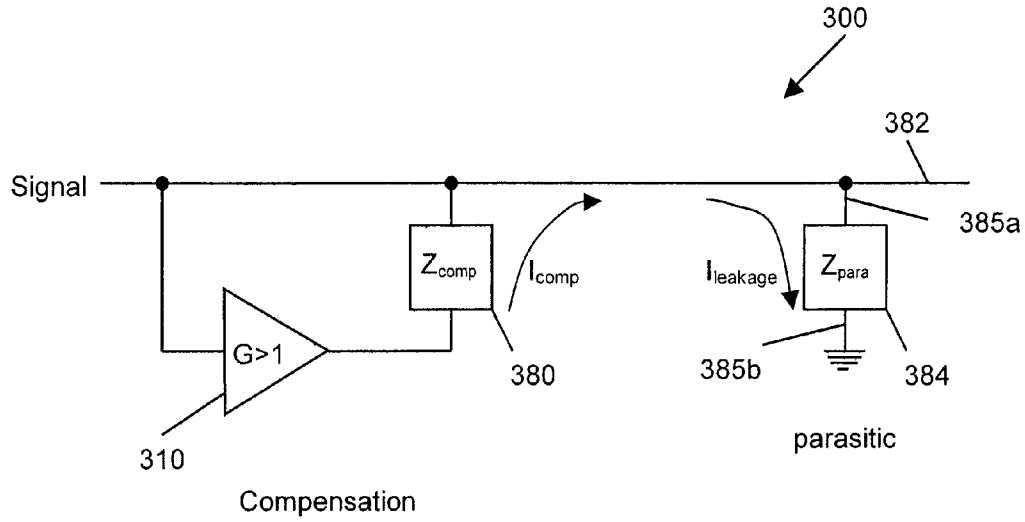 300
382
Signal
385a
Zcomp
Icomp
Ileakage
Zpara
G>1
380
385b
384
310
parasitic
Compensation